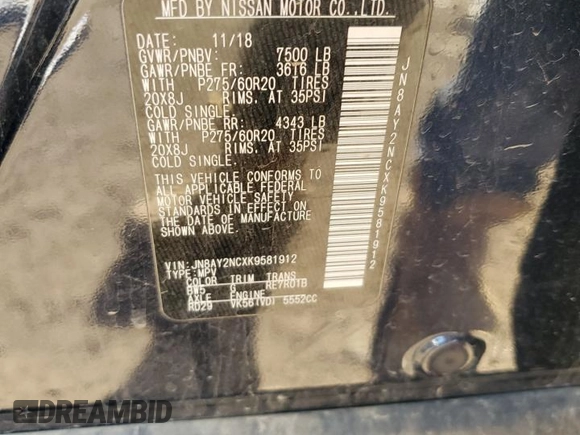 MFD BY NISSAN MOTOR CO.,LTD.
DATE: 11/18
GVWR/PNBV: 7500 LB
GAWR/PNBE FR: 3616 LB
WITH P275/60R20 TIRES
20X8J RIMS. AT 35PSI
COLD SINGLE.
GAWR/PNBE RR: 4343 LB
WITH P275/60R20 TIRES
20X8J RIMS. AT 35PSI
COLD SINGLE.
THIS VEHICLE CONFORMS TO
ALL APPLICABLE FEDERAL
MOTOR VEHICLE SAFETY
STANDARDS IN EFFECT ON
THE DATE OF MANUFACTURE
SHOWN ABOVE.
VIN: JN8AY2NCXK9581912
TYPE: MPV
COLOR TRIM TRANS
G RE7R01B
AXLE ENGINE
RD29 VK56(VD) 5552CC
JN8AY2NCXK9581912
DREAMBID